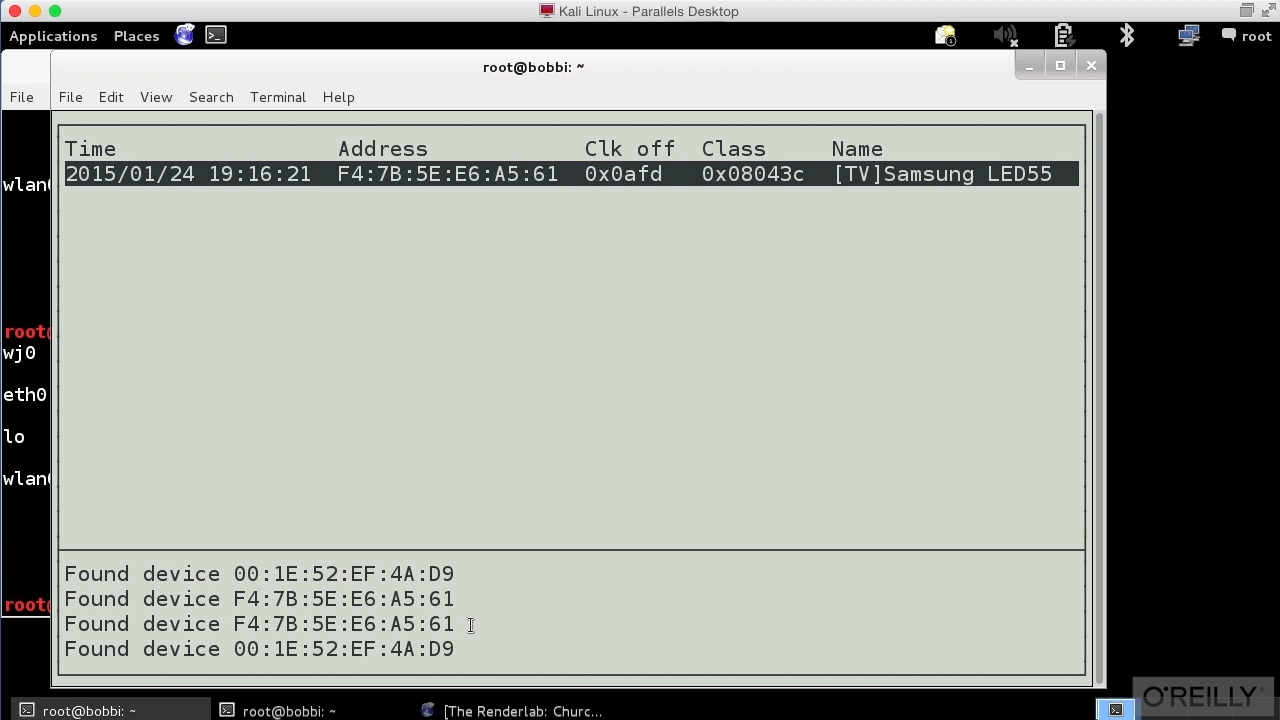 Kali Linux - Parallels Desktop
Applications Places root
root@bobbi: ~
File File Edit View Search Terminal Help
Time Address Clk off Class Name
2015/01/24 19:16:21 F4:7B:5E:E6:A5:61 0x0afd 0x08043c [TV]Samsung LED55
wlan0
root@
wj0
eth0
lo
wlan0
Found device 00:1E:52:EF:4A:D9
Found device F4:7B:5E:E6:A5:61
root@
Found device F4:7B:5E:E6:A5:61
Found device 00:1E:52:EF:4A:D9
O'REILLY
root@bobbi: ~ root@bobbi: ~ [The Renderlab: Churc...